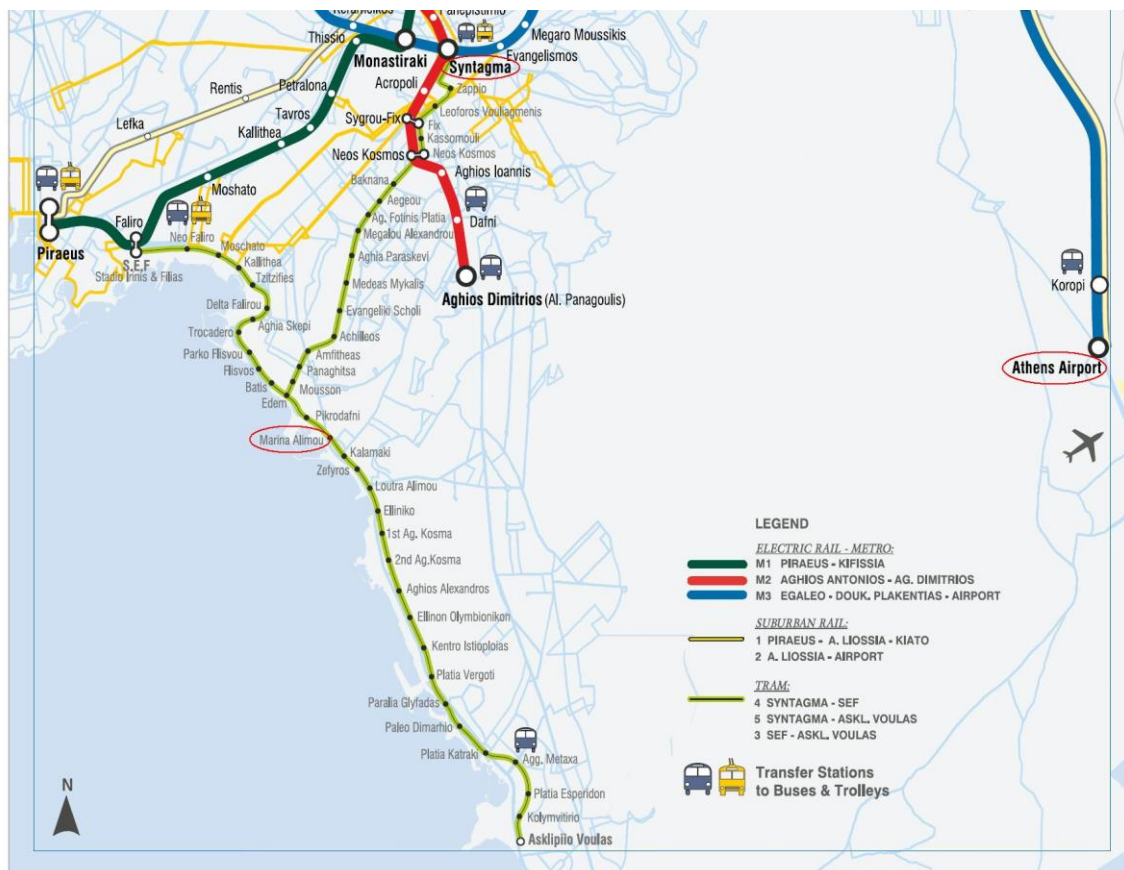 Kerameikos
Panepistimio
Thissio
Megaro Moussikis
Monastiraki
Syntagma
Evangelismos
Acropoli
Zappio
Petralona
Rentis
Leoforos Vouliagmenis
Tavros
Sygrou-Fix
Fix
Lefka
Kallithea
Kassomouli
Neos Kosmos
Neos Kosmos
Aghios Ioannis
Baknana
Moshato
Aegeou
Faliro
Ag. Fotinis Platia
Dafni
Neo Faliro
Megalou Alexandrou
Piraeus
Moschato
S.E.F
Kallithea
Aghia Paraskevi
Stadio Irinis & Filias
Tzitzifies
Medeas Mykalis
Koropi
Aghios Dimitrios (Al. Panagoulis)
Delta Falirou
Evangeliki Scholi
Aghia Skepi
Trocadero
Achilleos
Parko Flisvou
Amfitheas
Flisvos
Panaghitsa
Athens Airport
Batis
Mousson
Edem
Pikrodafni
Marina Alimou
Kalamaki
Zefyros
Loutra Alimou
Elliniko
1st Ag. Kosma
2nd Ag.Kosma
Aghios Alexandros
Ellinon Olymbionikon
Kentro Istioploias
Platia Vergoti
Paralia Glyfadas
Paleo Dimarhio
Platia Katraki
Agg. Metaxa
Platia Esperidon
Kolymvitirio
Asklipiio Voulas
N
LEGEND
ELECTRIC RAIL - METRO:
M1 PIRAEUS - KIFISSIA
M2 AGHIOS ANTONIOS - AG. DIMITRIOS
M3 EGALEO - DOUK. PLAKENTIAS - AIRPORT
SUBURBAN RAIL:
1 PIRAEUS - A. LIOSSIA - KIATO
2 A. LIOSSIA - AIRPORT
TRAM:
4 SYNTAGMA - SEF
5 SYNTAGMA - ASKL. VOULAS
3 SEF - ASKL. VOULAS
Transfer Stations
to Buses & Trolleys